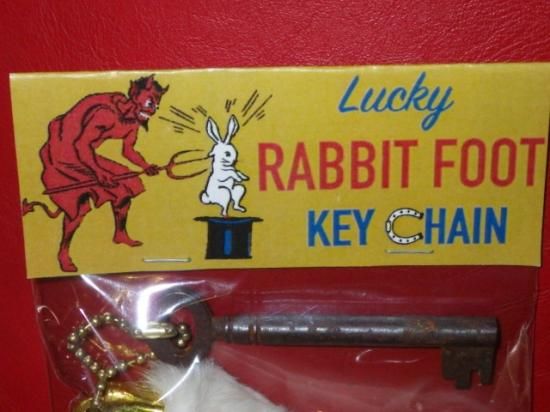 Lucky
RABBIT FOOT
KEY CHAIN